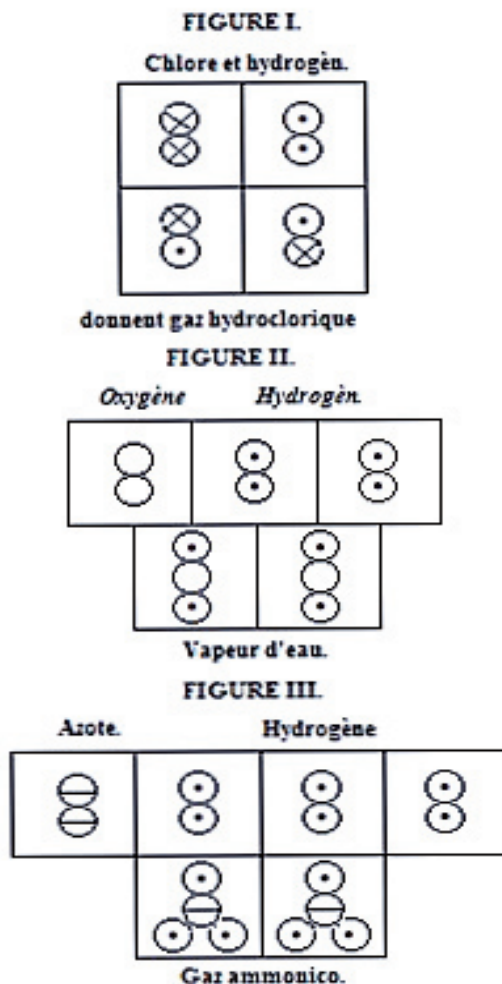 FIGURE I.
Chlore et hydrogèn.
donnent gaz hydroclorique
FIGURE II.
Oxygène Hydrogèn.
Vapeur d'eau.
FIGURE III.
Azote. Hydrogène
Gaz ammonico.